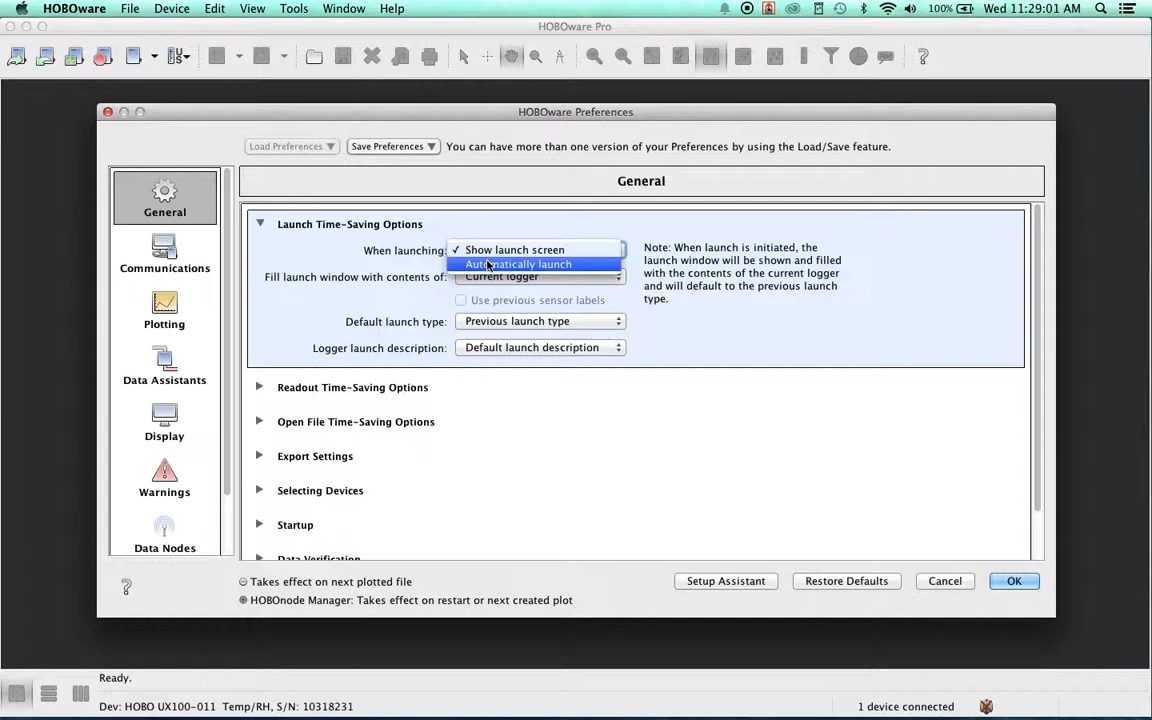 HOBOware File Device Edit View Tools Window Help 100% Wed 11:29:01 AM
HOBOware Pro
HOBOware Preferences
Load Preferences ▼ Save Preferences ▼ You can have more than one version of your Preferences by using the Load/Save feature.
General
General
Communications
Plotting
Data Assistants
Display
Warnings
Data Nodes
Launch Time-Saving Options
When launching: ✓ Show launch screen
Automatically launch
Fill launch window with contents of: Current logger
Use previous sensor labels
Default launch type: Previous launch type
Logger launch description: Default launch description
Note: When launch is initiated, the
launch window will be shown and filled
with the contents of the current logger
and will default to the previous launch
type.
Readout Time-Saving Options
Open File Time-Saving Options
Export Settings
Selecting Devices
Startup
Data Verification
Takes effect on next plotted file
HOBOnode Manager: Takes effect on restart or next created plot
Setup Assistant Restore Defaults Cancel OK
Ready.
Dev: HOBO UX100-011 Temp/RH, S/N: 10318231 1 device connected